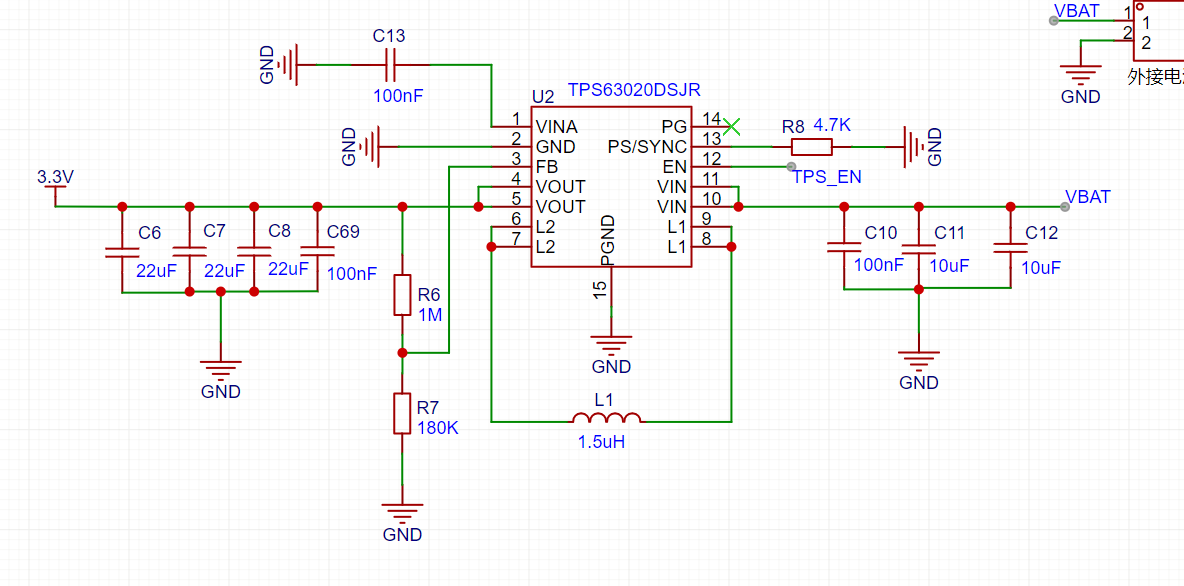 VBAT
1
1
2
2
外接电
GND
C13
GND
100nF
TPS63020DSJR
U2
1
VINA
PG
14
R8
4.7K
GND
2
GND
PS/SYNC
13
GND
3
FB
EN
12
TPS_EN
3.3V
4
VOUT
VIN
11
5
VOUT
VIN
10
VBAT
6
L2
L1
9
7
L2
L1
8
PGND
15
GND
C6
22uF
C7
22uF
C8
22uF
C69
100nF
GND
R6
1M
R7
180K
GND
L1
1.5uH
C10
100nF
C11
10uF
C12
10uF
GND